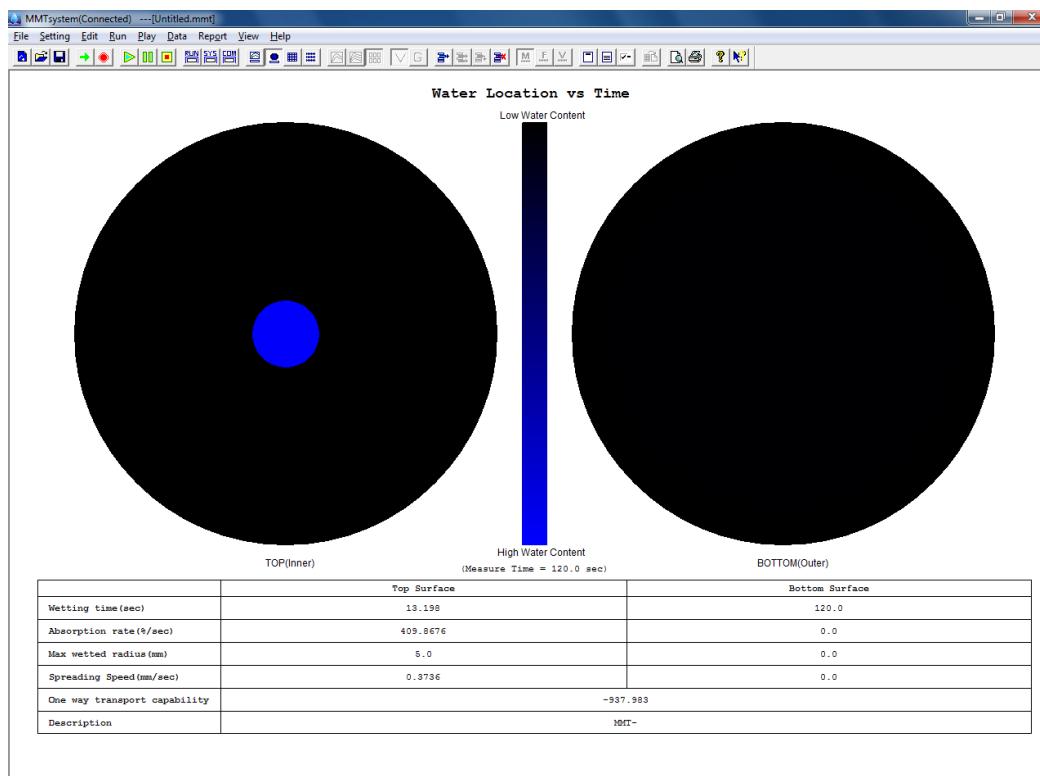 MMTsystem(Connected) ---[Untitled.mmt]
File Setting Edit Run Play Data Report View Help
RUN SYS COM V G M F V
Water Location vs Time
Low Water Content
High Water Content
TOP(Inner) (Measure Time = 120.0 sec) BOTTOM(Outer)
Top Surface Bottom Surface
Wetting time(sec) 13.198 120.0
Absorption rate(%/sec) 409.8676 0.0
Max wetted radius(mm) 5.0 0.0
Spreading Speed(mm/sec) 0.3736 0.0
One way transport capability -937.983
Description MMT-